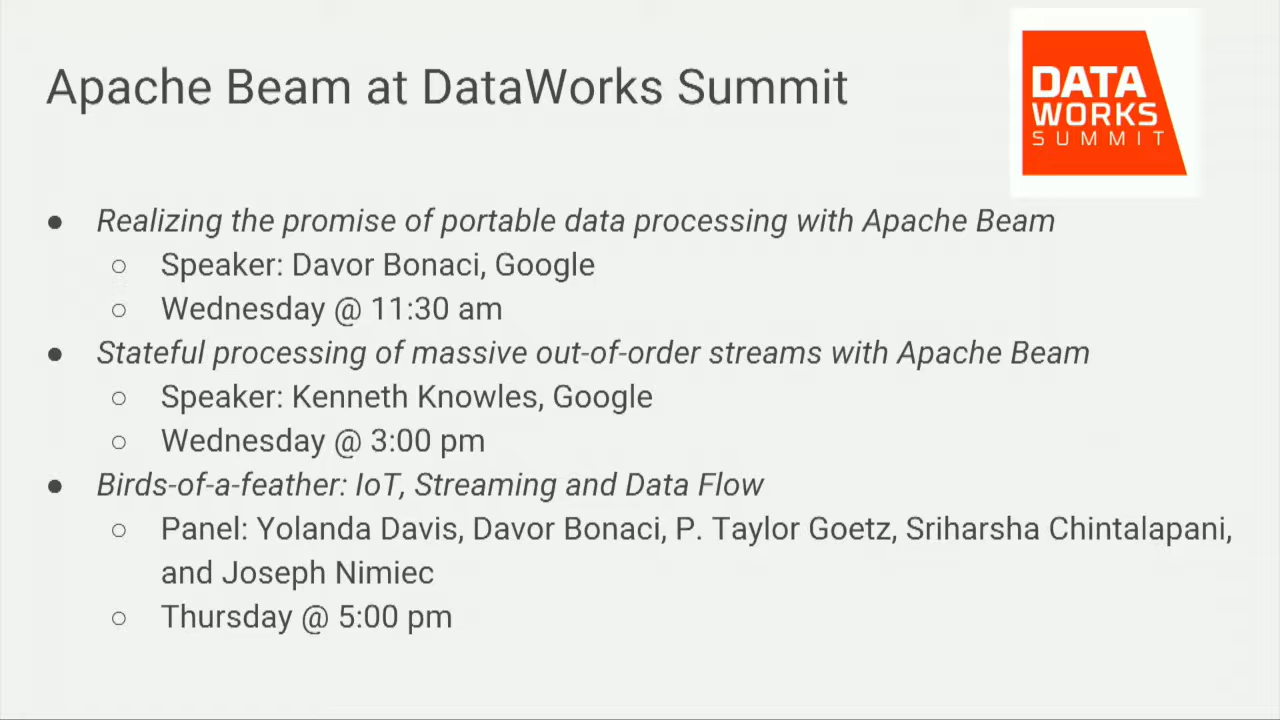 Apache Beam at DataWorks Summit
DATA
WORKS
SUMMIT
● Realizing the promise of portable data processing with Apache Beam
○ Speaker: Davor Bonaci, Google
○ Wednesday @ 11:30 am
● Stateful processing of massive out-of-order streams with Apache Beam
○ Speaker: Kenneth Knowles, Google
○ Wednesday @ 3:00 pm
● Birds-of-a-feather: IoT, Streaming and Data Flow
○ Panel: Yolanda Davis, Davor Bonaci, P. Taylor Goetz, Sriharsha Chintalapani,
and Joseph Nimiec
○ Thursday @ 5:00 pm